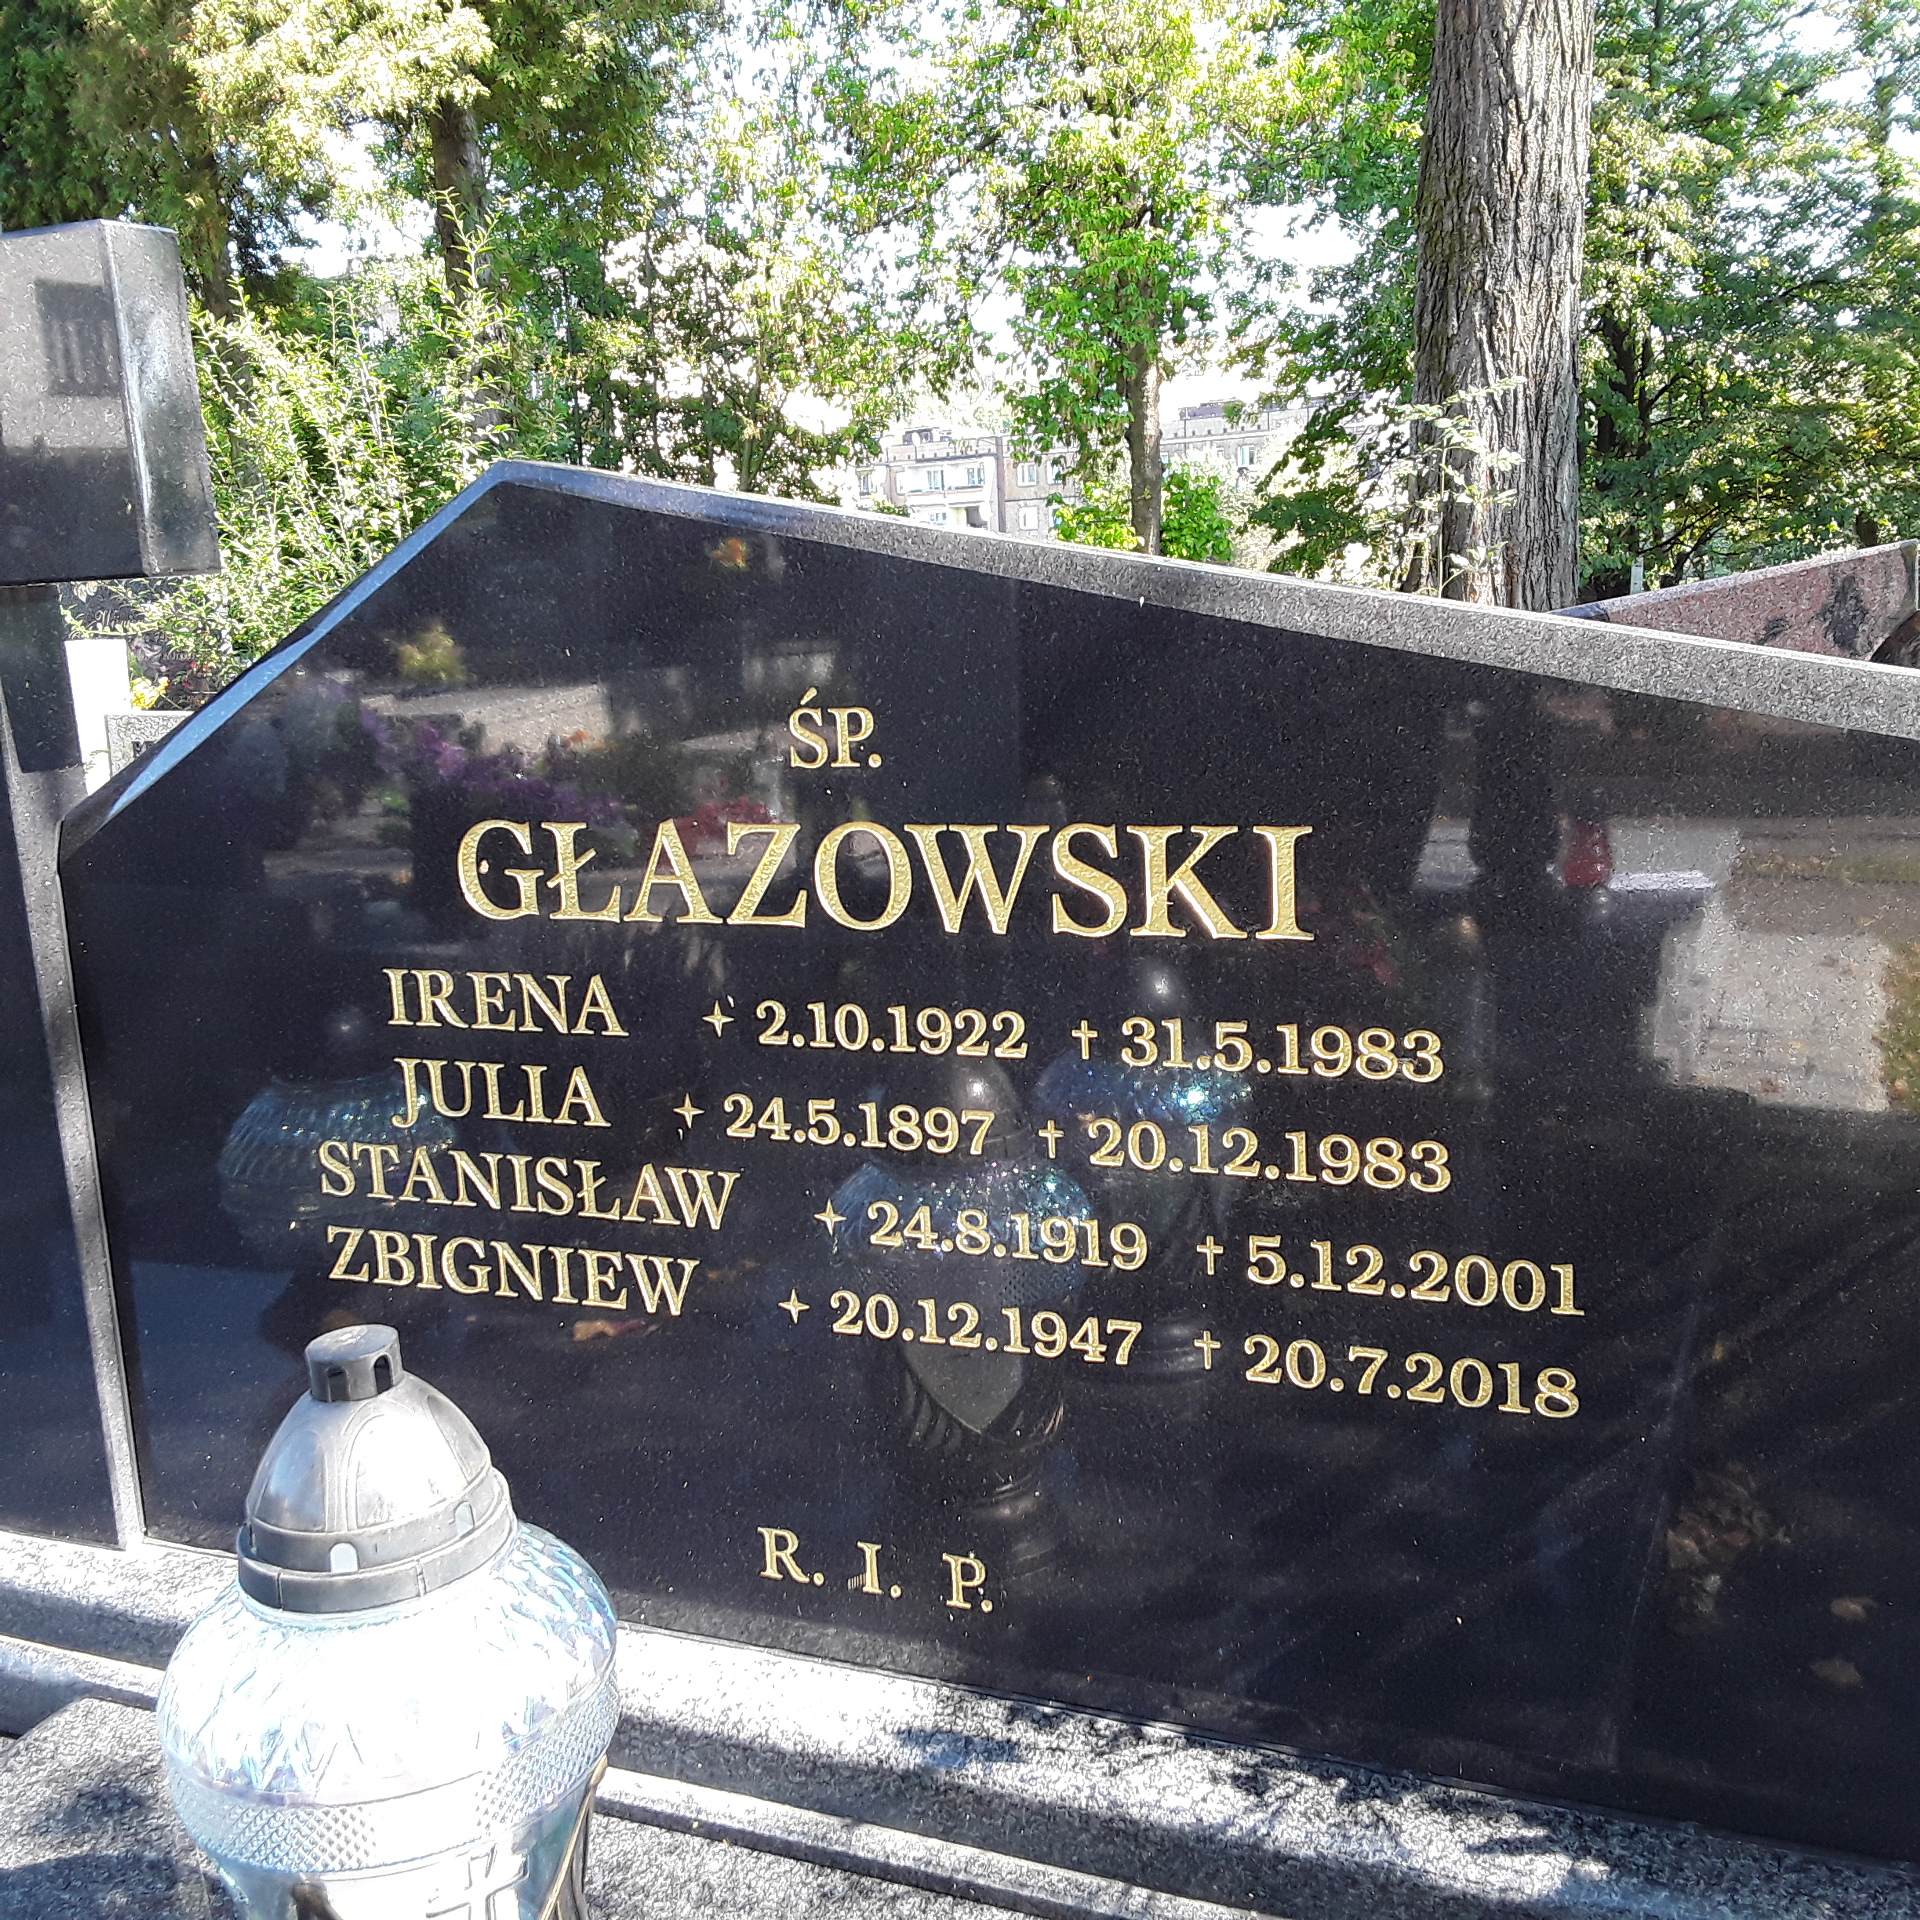 ŚP.
GŁAZOWSKI
IRENA ✦ 2.10.1922 † 31.5.1983
JULIA ✦ 24.5.1897 † 20.12.1983
STANISŁAW ✦ 24.8.1919 † 5.12.2001
ZBIGNIEW ✦ 20.12.1947 † 20.7.2018
R. I. P.